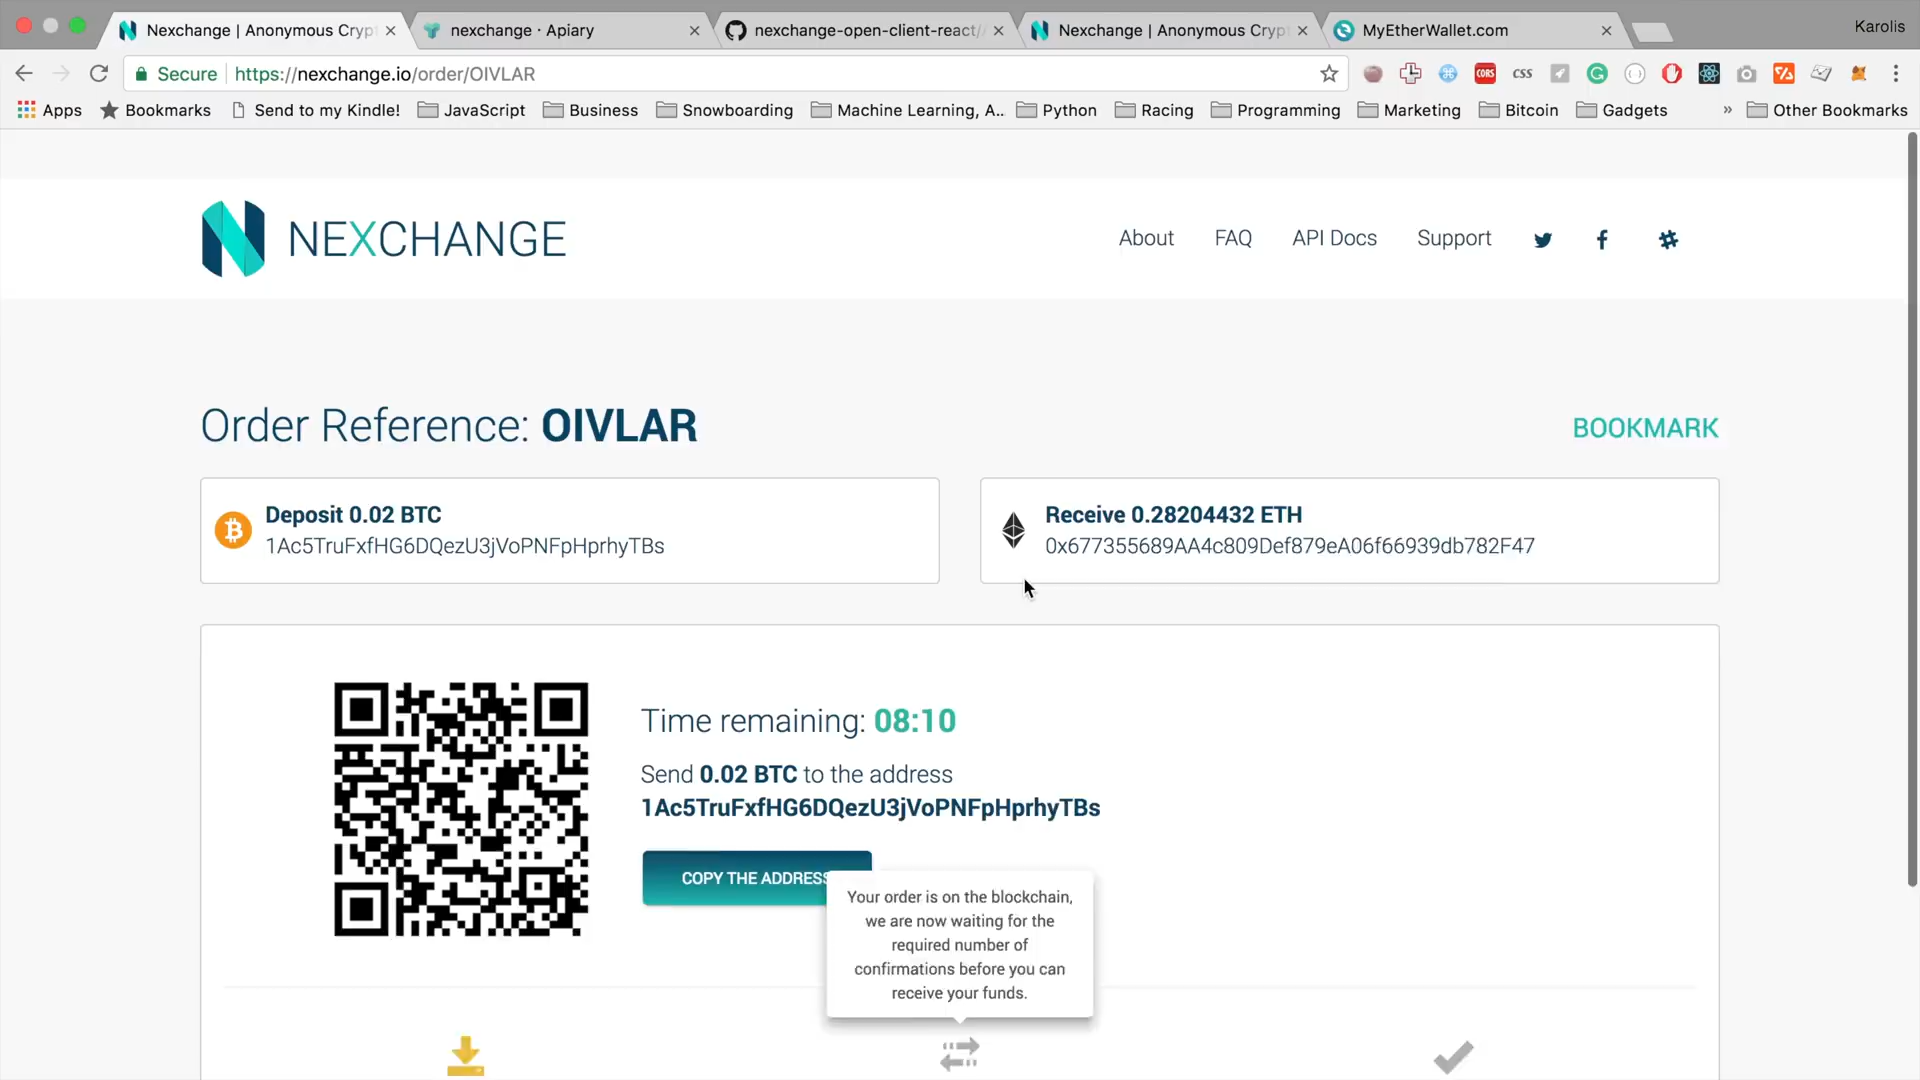 Nexchange | Anonymous Cryp
nexchange · Apiary
nexchange-open-client-react/
Nexchange | Anonymous Cryp
MyEtherWallet.com
Karolis
Secure
https://nexchange.io/order/OIVLAR
CORS
CSS
Apps
Bookmarks
Send to my Kindle!
JavaScript
Business
Snowboarding
Machine Learning, A...
Python
Racing
Programming
Marketing
Bitcoin
Gadgets
»
Other Bookmarks
NEXCHANGE
About
FAQ
API Docs
Support
Order Reference: OIVLAR
BOOKMARK
Deposit 0.02 BTC
1Ac5TruFxfHG6DQezU3jVoPNFpHprhyTBs
Receive 0.28204432 ETH
0x677355689AA4c809Def879eA06f66939db782F47
Time remaining: 08:10
Send 0.02 BTC to the address
1Ac5TruFxfHG6DQezU3jVoPNFpHprhyTBs
COPY THE ADDRESS
Your order is on the blockchain,
we are now waiting for the
required number of
confirmations before you can
receive your funds.